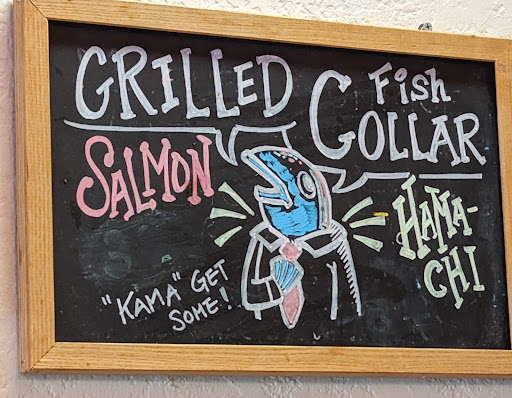 GRILLED
Fish
COLLAR
SALMON
HAMA-
CHI
"KAMA" GET
SOME!